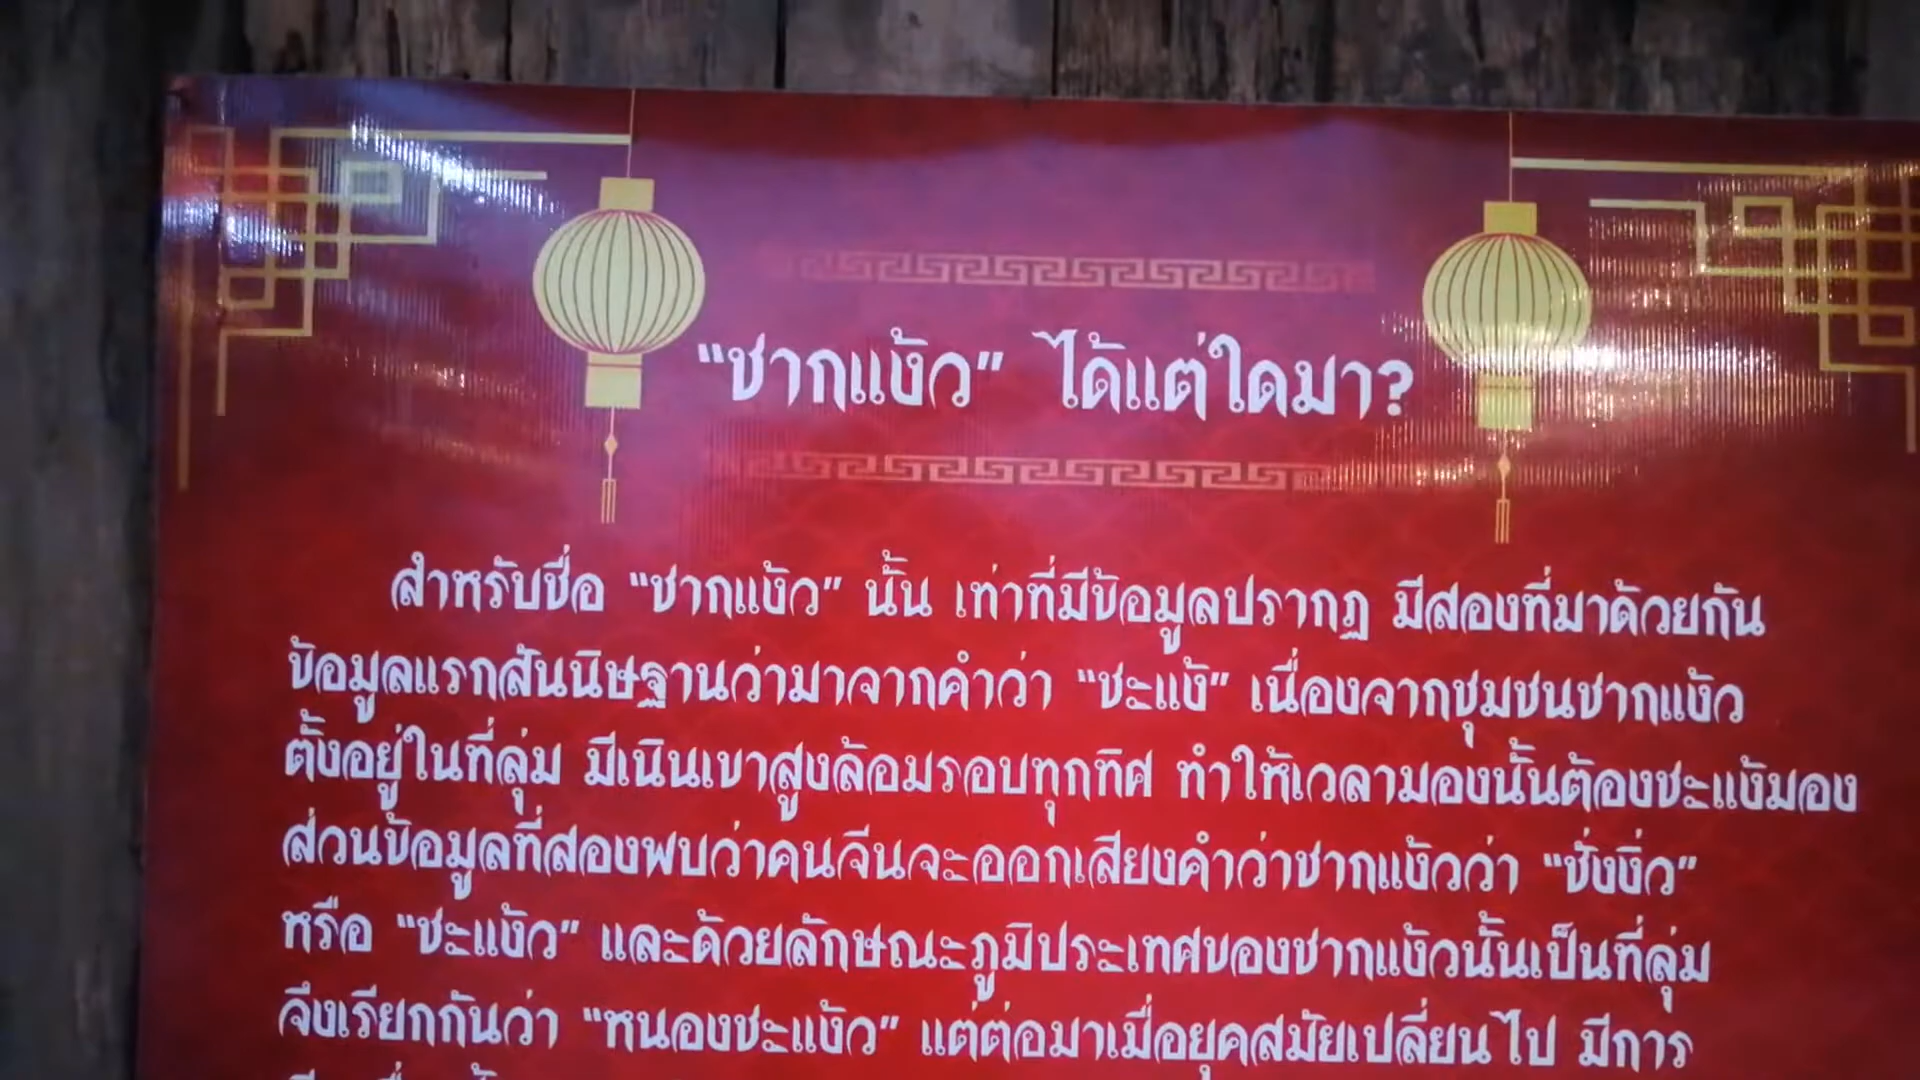 “ชากแง้ว” ได้แต่ใดมา?
สำหรับชื่อ “ชากแง้ว” นั้น เท่าที่มีข้อมูลปรากฏ มีสองที่มาด้วยกัน
ข้อมูลแรกสันนิษฐานว่ามาจากคำว่า “ชะแง้” เนื่องจากชุมชนชากแง้ว
ตั้งอยู่ในที่ลุ่ม มีเนินเขาสูงล้อมรอบทุกทิศ ทำให้เวลามองนั้นต้องชะแง้มอง
ส่วนข้อมูลที่สองพบว่าคนจีนจะออกเสียงคำว่าชากแง้วว่า “ชั่งงิ่ว”
หรือ “ชะแง้ว” และด้วยลักษณะภูมิประเทศของชากแง้วนั้นเป็นที่ลุ่ม
จึงเรียกกันว่า “หนองชะแง้ว” แต่ต่อมาเมื่อยุคสมัยเปลี่ยนไป มีการ